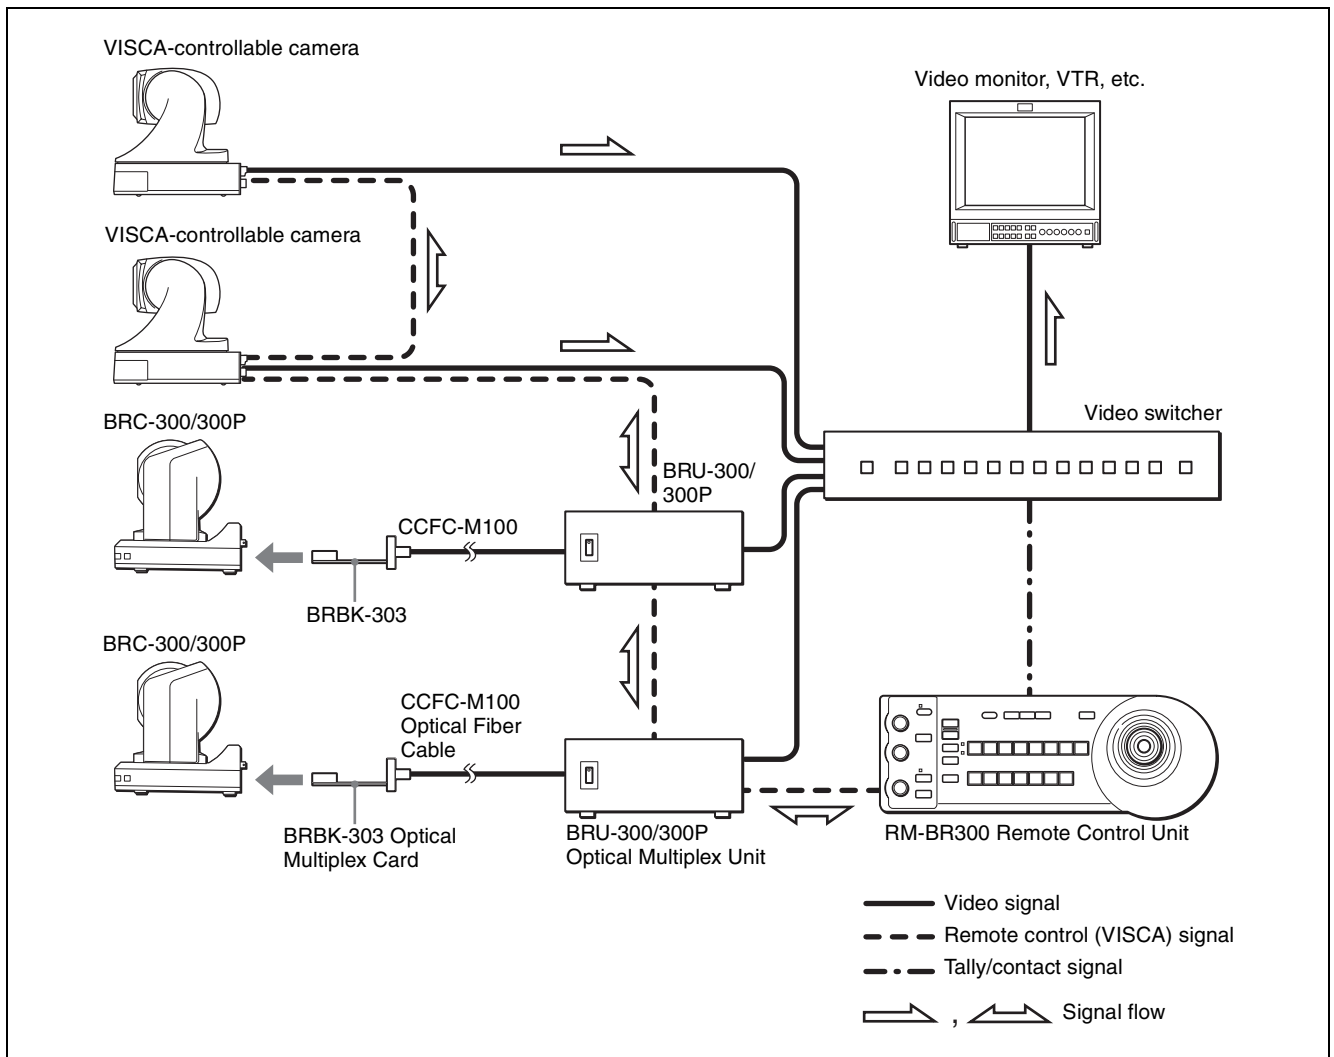 VISCA-controllable camera
Video monitor, VTR, etc.
VISCA-controllable camera
BRC-300/300P
Video switcher
BRU-300/
300P
CCFC-M100
BRBK-303
BRC-300/300P
CCFC-M100
Optical Fiber
Cable
BRBK-303 Optical
Multiplex Card
BRU-300/300P
Optical Multiplex Unit
RM-BR300 Remote Control Unit
Video signal
Remote control (VISCA) signal
Tally/contact signal
, Signal flow